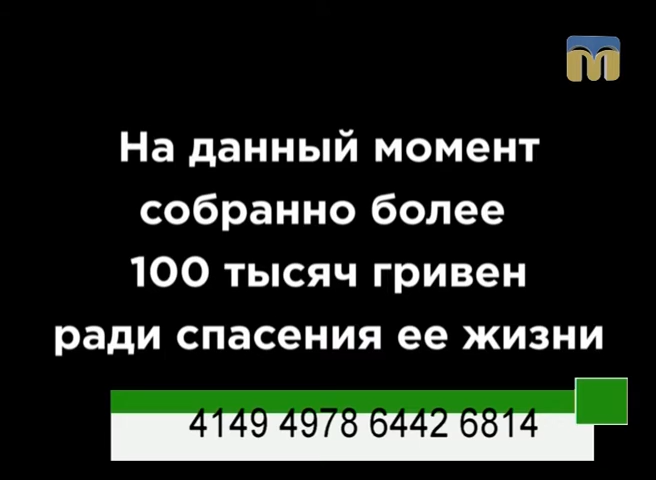 На данный момент
собранно более
100 тысяч гривен
ради спасения ее жизни
4149 4978 6442 6814